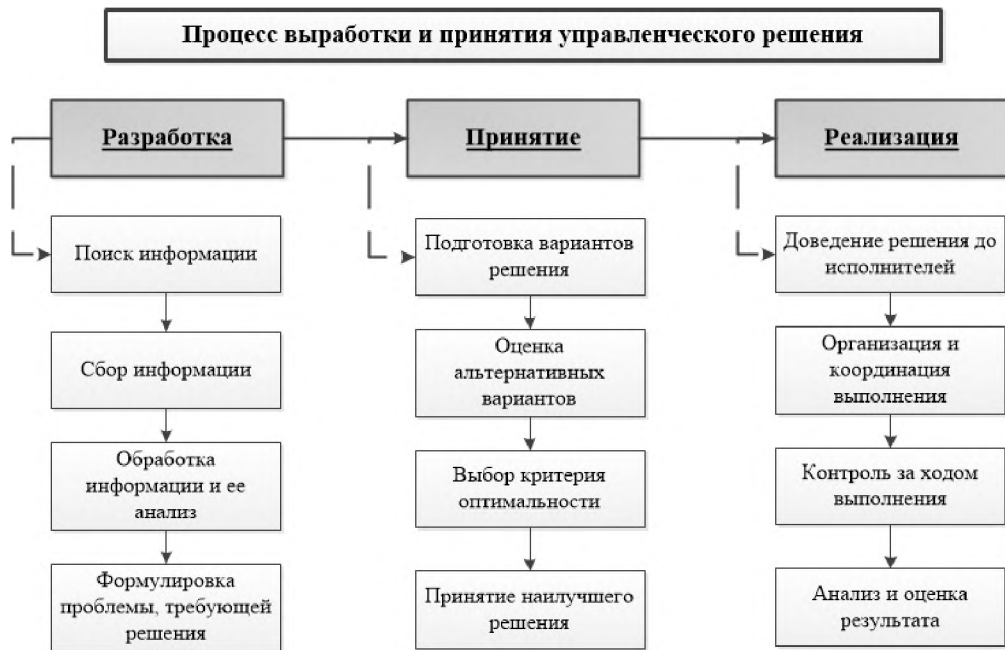 Процесс выработки и принятия управленческого решения
Разработка
Поиск информации
Сбор информации
Обработка
информации и ее
анализ
Формулировка
проблемы, требующей
решения
Принятие
Подготовка вариантов
решения
Оценка
альтернативных
вариантов
Выбор критерия
оптимальности
Принятие наилучшего
решения
Реализация
Доведение решения до
исполнителей
Организация и
координация
выполнения
Контроль за ходом
выполнения
Анализ и оценка
результата